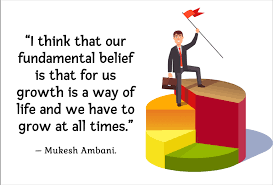 “I think that our
fundamental belief
is that for us
growth is a way of
life and we have to
grow at all times.”
– Mukesh Ambani.